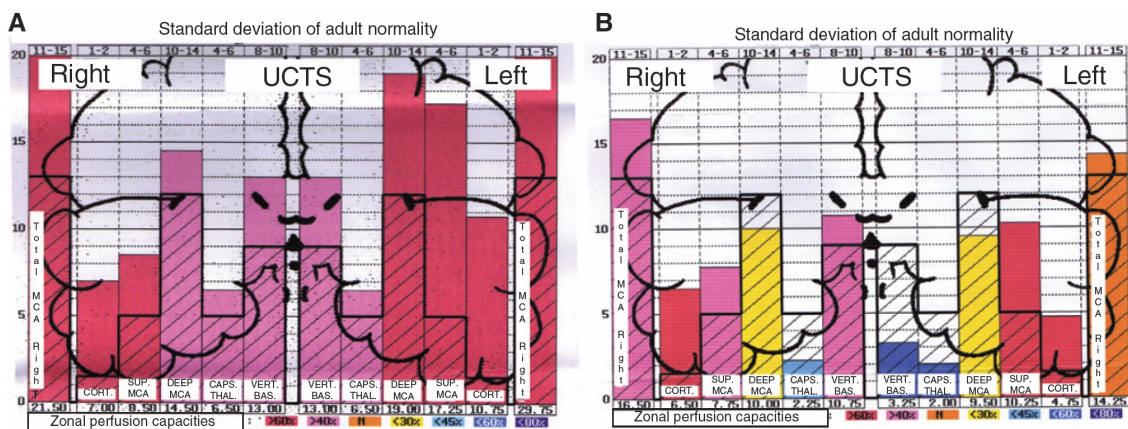 A
Standard deviation of adult normality
11-15 1-2 4-6 10-14 4-6 8-10 8-10 4-6 10-14 4-6 1-2 11-15
20
Right UCTS Left
15
10
Total MCA Right
Total MCA Right
5
CORT. SUP. MCA DEEP MCA CAPS. THAL. VERT. BAS. VERT. BAS. CAPS. THAL. DEEP MCA SUP. MCA CORT.
0
21.50 7.00 8.50 14.50 6.50 13.00 13.00 6.50 19.00 17.25 10.75 29.75
Zonal perfusion capacities : >60% >40% N <30% <45% <60% <80%
B
Standard deviation of adult normality
11-15 1-2 4-6 10-14 4-6 8-10 8-10 4-6 10-14 4-6 1-2 11-15
20
Right UCTS Left
15
10
Total MCA Right
Total MCA Right
5
CORT. SUP. MCA DEEP MCA CAPS. THAL. VERT. BAS. VERT. BAS. CAPS. THAL. DEEP MCA SUP. MCA CORT.
0
16.50 6.50 7.75 10.00 2.25 10.75 3.25 2.00 9.50 10.25 4.75 14.25
Zonal perfusion capacities : >60% >40% N <30% <45% <60% <80%